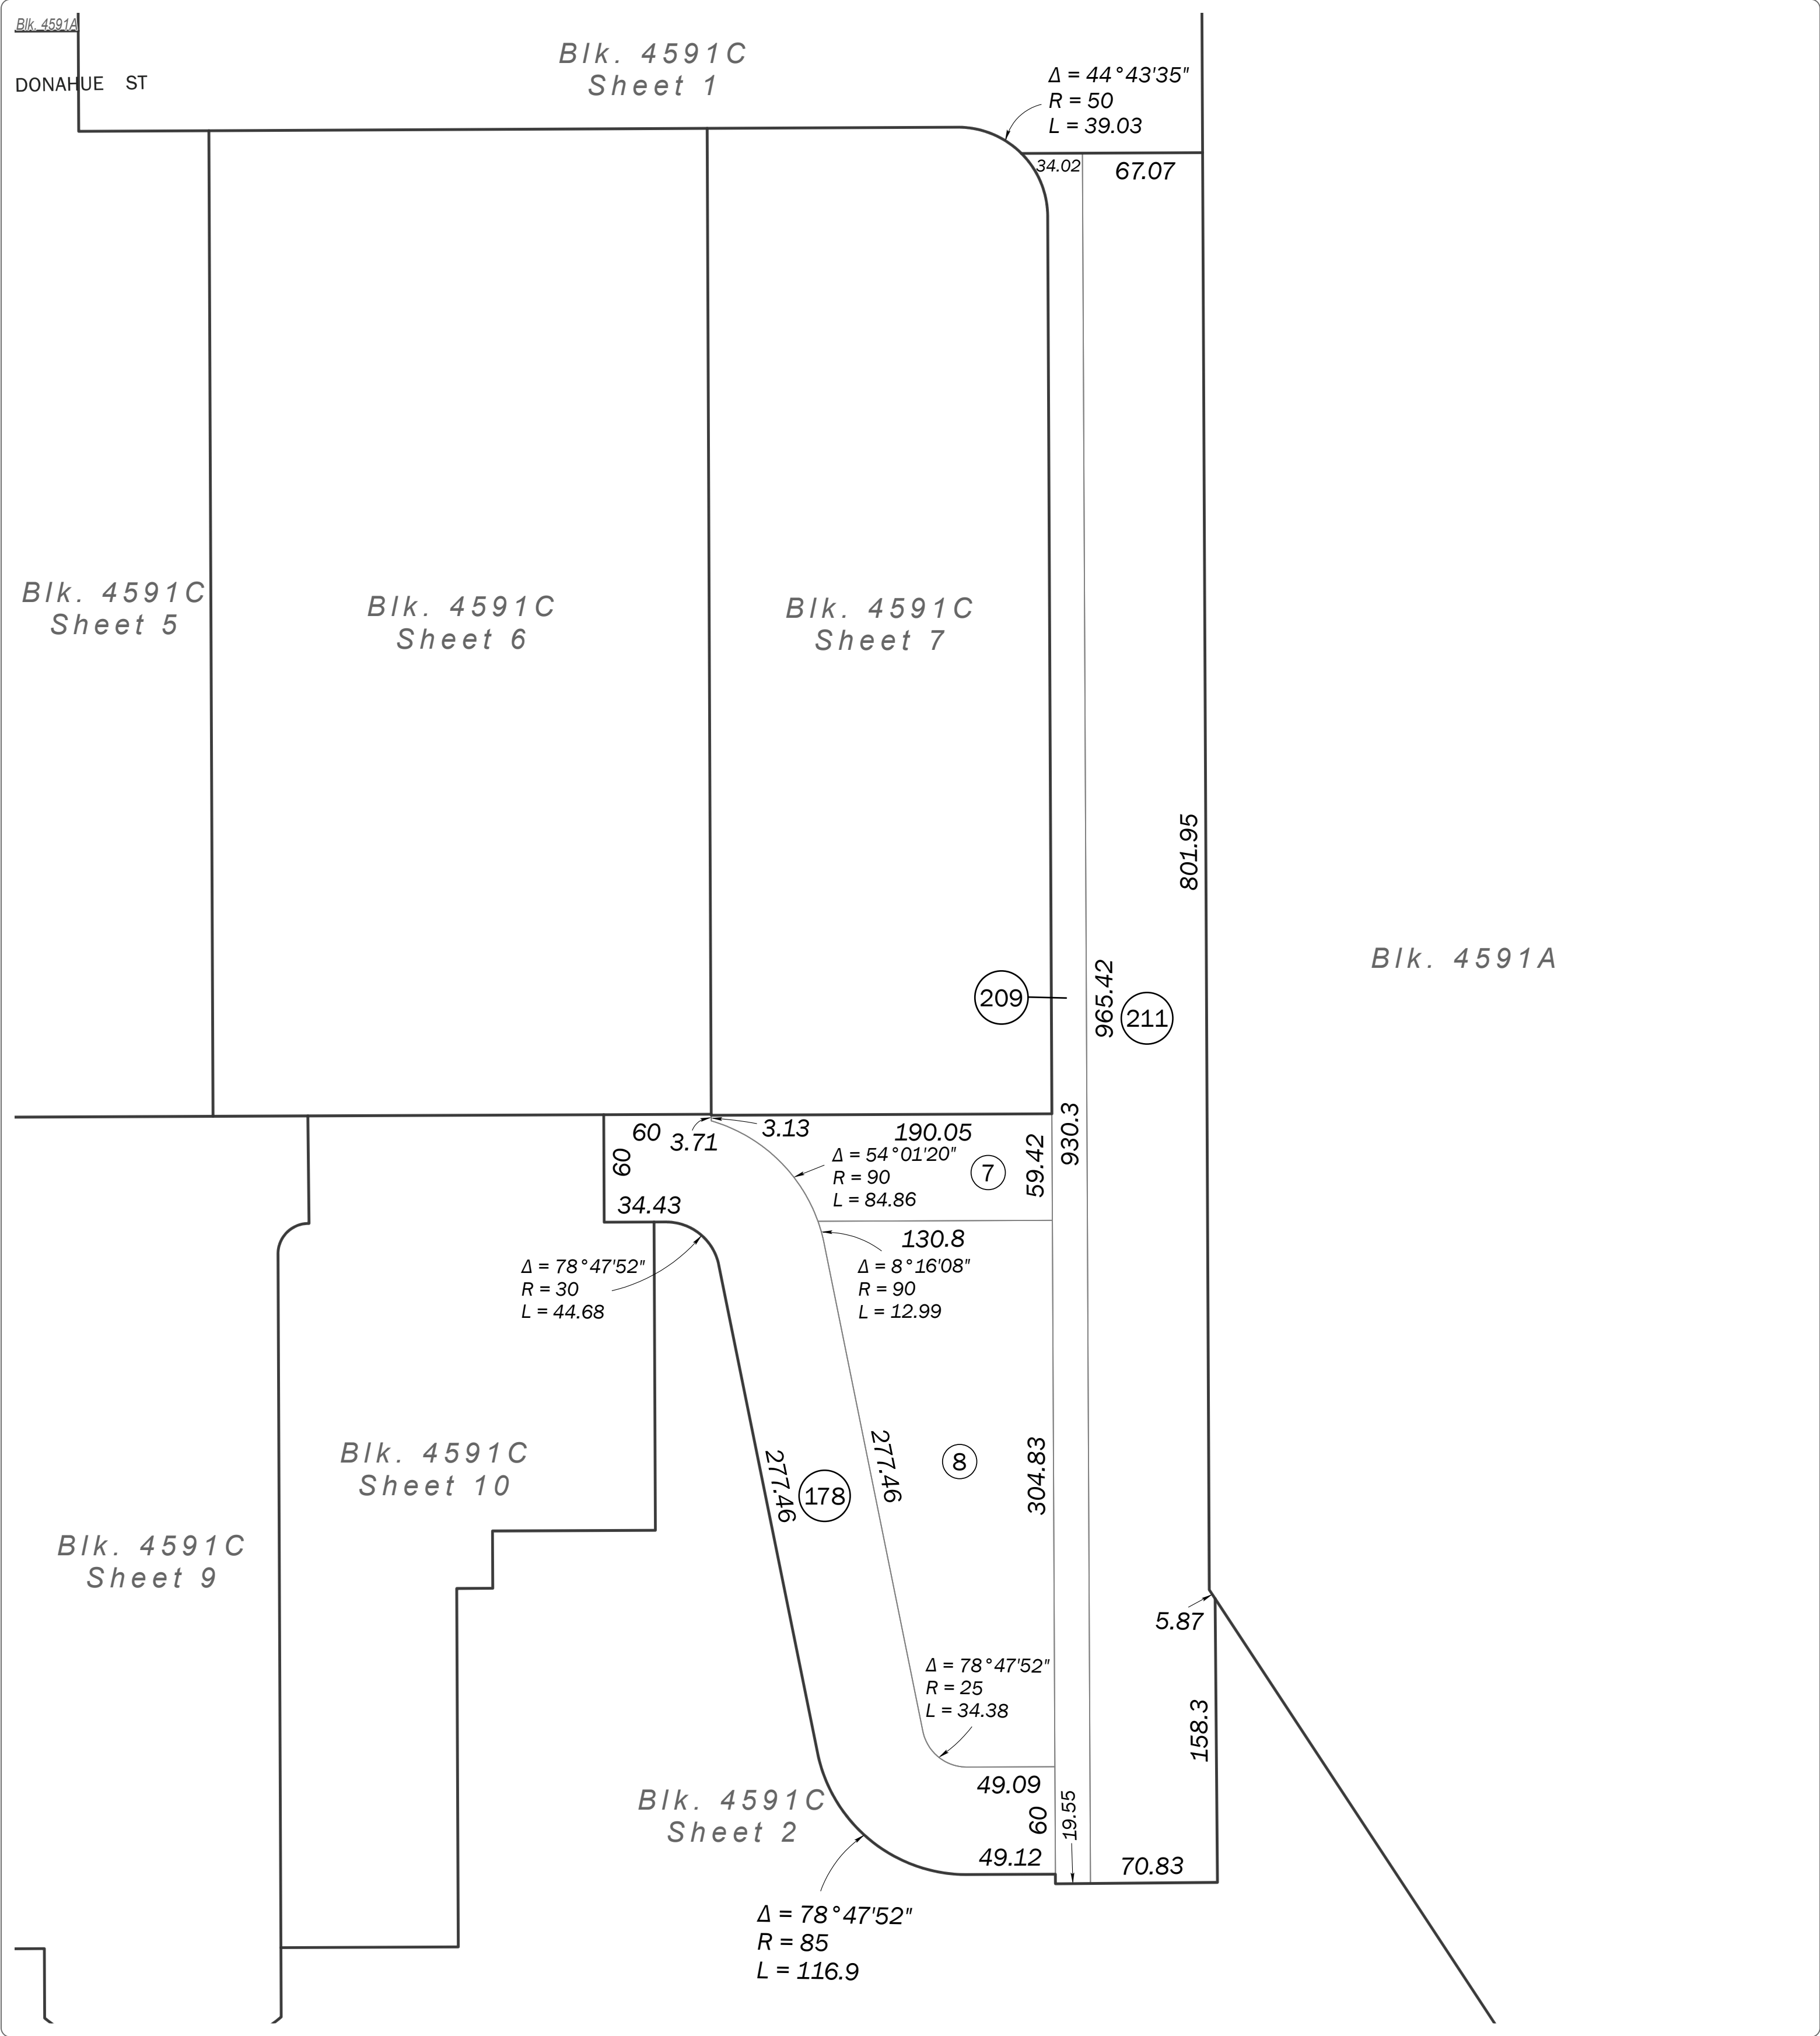 Blk. 4591A
DONAHUE ST
Blk. 4591C
Sheet 1
Δ = 44°43'35"
R = 50
L = 39.03
34.02
67.07
Blk. 4591C
Sheet 5
Blk. 4591C
Sheet 6
Blk. 4591C
Sheet 7
801.95
Blk. 4591A
209
965.42
211
930.3
60
3.71
3.13
190.05
60
59.42
Δ = 54°01'20"
R = 90
L = 84.86
7
34.43
130.8
Δ = 78°47'52"
R = 30
L = 44.68
Δ = 8°16'08"
R = 90
L = 12.99
Blk. 4591C
Sheet 10
277.46
178
277.46
8
304.83
Blk. 4591C
Sheet 9
5.87
Δ = 78°47'52"
R = 25
L = 34.38
158.3
49.09
60
19.55
Blk. 4591C
Sheet 2
49.12
70.83
Δ = 78°47'52"
R = 85
L = 116.9